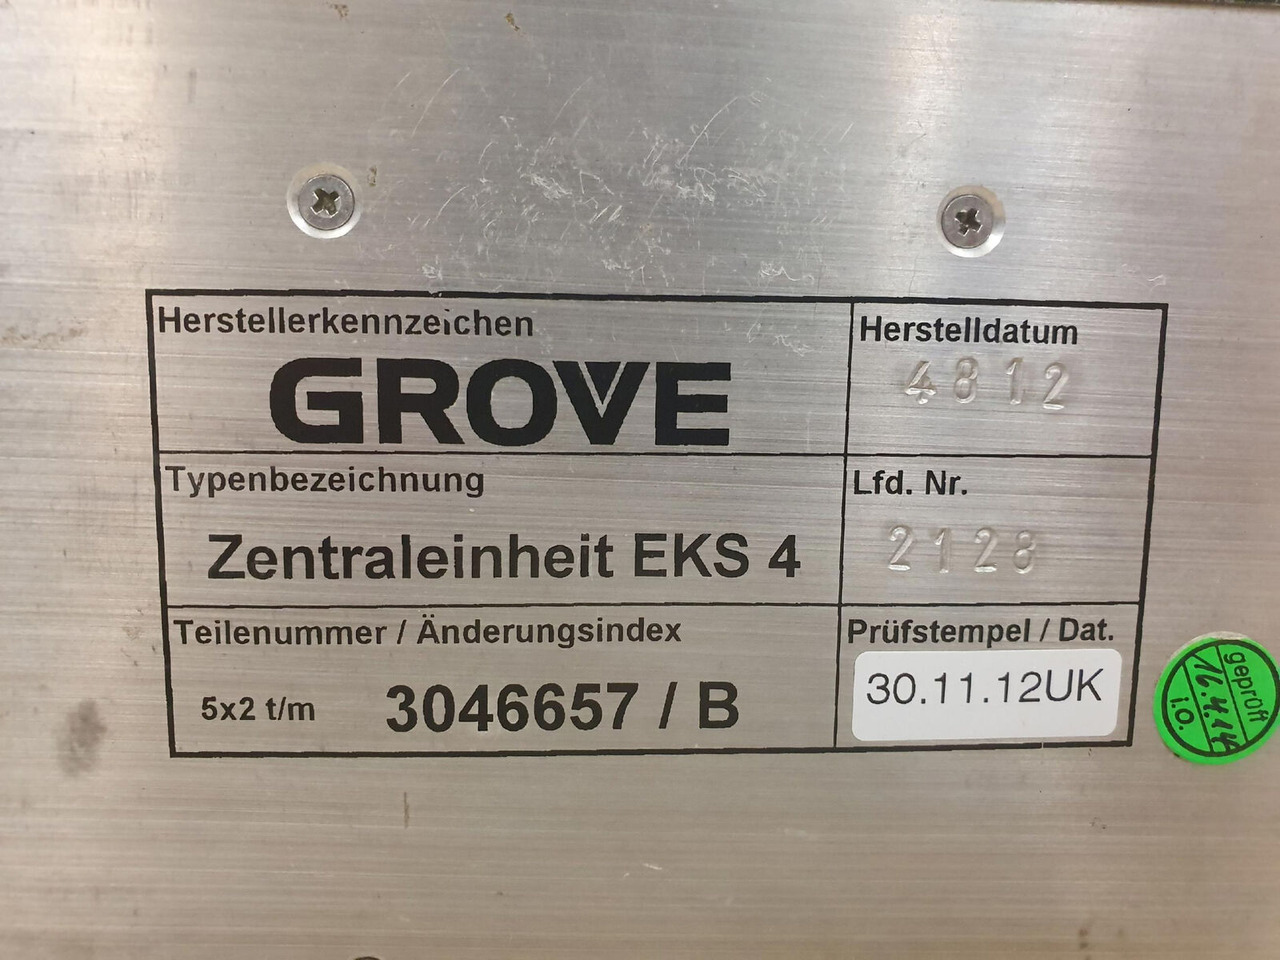 Herstellerkennzeichen
GROVE
Herstelldatum
4812
Typenbezeichnung
Zentraleinheit EKS 4
Lfd. Nr.
2128
Teilenummer / Änderungsindex
5x2 t/m 3046657 / B
Prüfstempel / Dat.
30.11.12UK
geprüft
16.4.14
i.O.